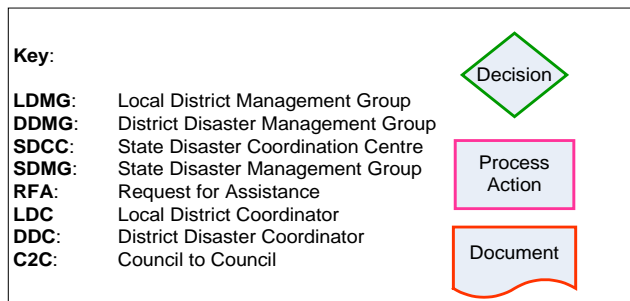 Key:
LDMG: Local District Management Group
DDMG: District Disaster Management Group
SDCC: State Disaster Coordination Centre
SDMG: State Disaster Management Group
RFA: Request for Assistance
LDC Local District Coordinator
DDC: District Disaster Coordinator
C2C: Council to Council
Decision
Process
Action
Document